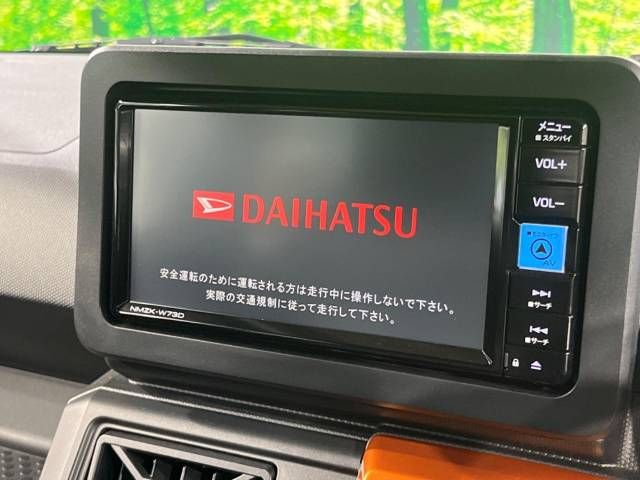 DAIHATSU
安全運転のために運転される方は走行中に操作しないで下さい。
実際の交通規制に従って走行して下さい。
NMZK-W73D
メニュー
スタンバイ
VOL+
VOL−
AV
▶▶|
サーチ
|◀◀
サーチ